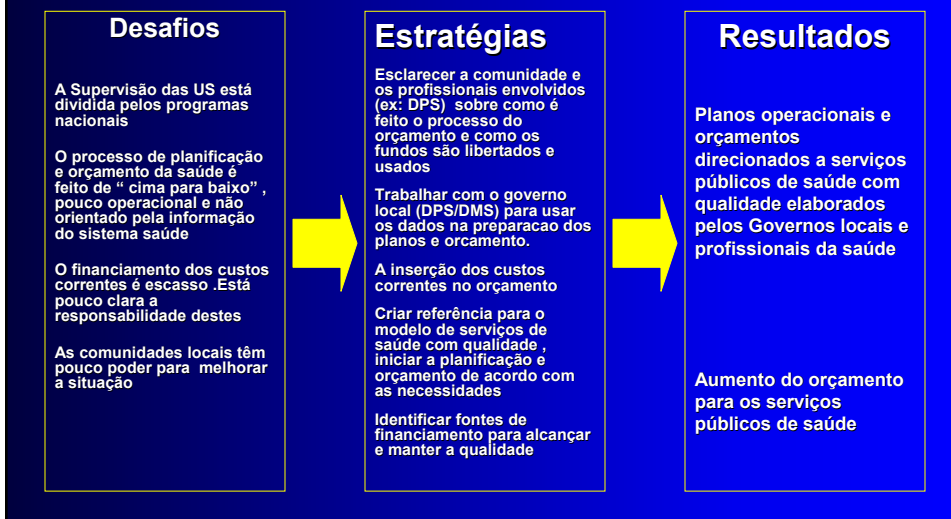 Desafios
A Supervisão das US está
dividida pelos programas
nacionais
O processo de planificação
e orçamento da saúde é
feito de “ cima para baixo” ,
pouco operacional e não
orientado pela informação
do sistema saúde
O financiamento dos custos
correntes é escasso .Está
pouco clara a
responsabilidade destes
As comunidades locais têm
pouco poder para melhorar
a situação
Estratégias
Esclarecer a comunidade e
os profissionais envolvidos
(ex: DPS) sobre como é
feito o processo do
orçamento e como os
fundos são libertados e
usados
Trabalhar com o governo
local (DPS/DMS) para usar
os dados na preparacao dos
planos e orcamento.
A inserção dos custos
correntes no orçamento
Criar referência para o
modelo de serviços de
saúde com qualidade ,
iniciar a planificação e
orçamento de acordo com
as necessidades
Identificar fontes de
financiamento para alcançar
e manter a qualidade
Resultados
Planos operacionais e
orçamentos
direcionados a serviços
públicos de saúde com
qualidade elaborados
pelos Governos locais e
profissionais da saúde
Aumento do orçamento
para os serviços
públicos de saúde